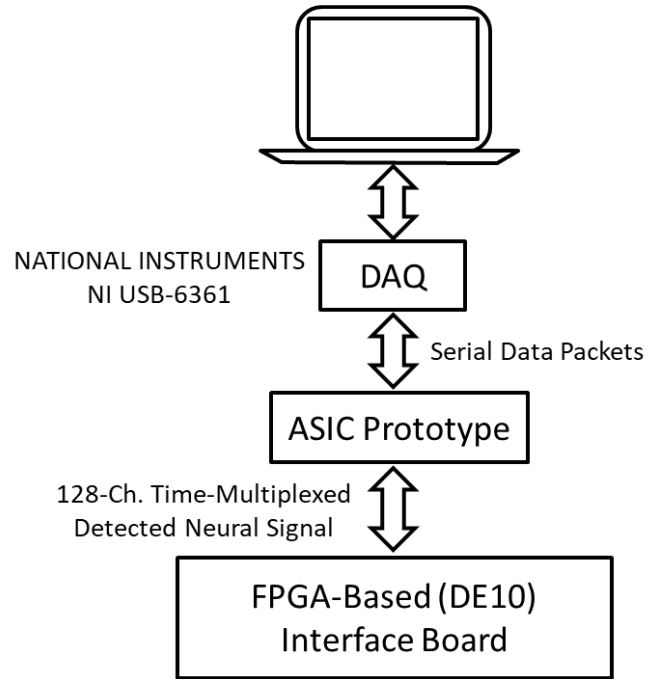 NATIONAL INSTRUMENTS
NI USB-6361
DAQ
Serial Data Packets
ASIC Prototype
128-Ch. Time-Multiplexed
Detected Neural Signal
FPGA-Based (DE10)
Interface Board